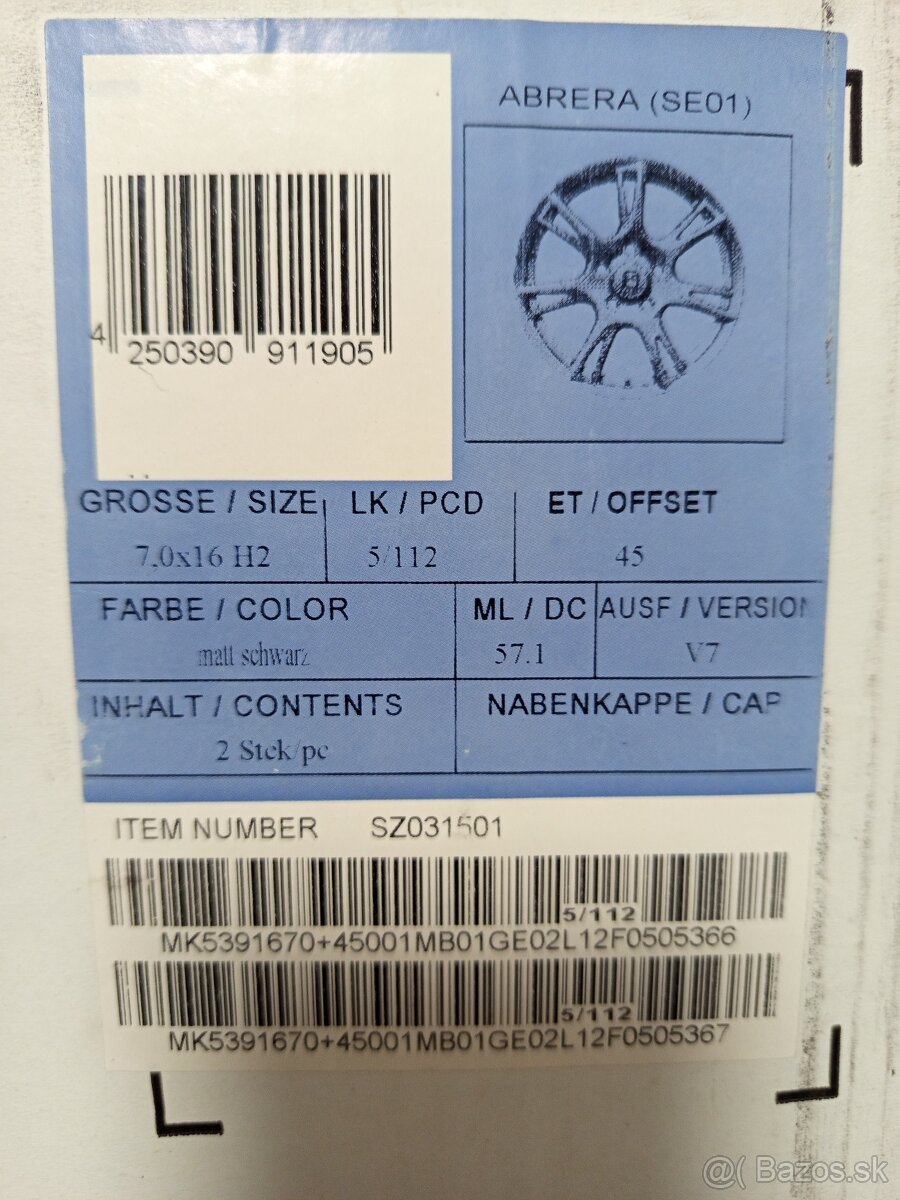 ABRERA (SE01)
4 250390 911905
GROSSE / SIZE LK / PCD ET / OFFSET
7,0x16 H2 5/112 45
FARBE / COLOR ML / DC AUSF / VERSION
matt schwarz 57.1 V7
INHALT / CONTENTS NABENKAPPE / CAP
2 Stck/pc
ITEM NUMBER SZ031501
5/112
MK5391670+45001MB01GE02L12F0505366
5/112
MK5391670+45001MB01GE02L12F0505367
@( Bazos.sk